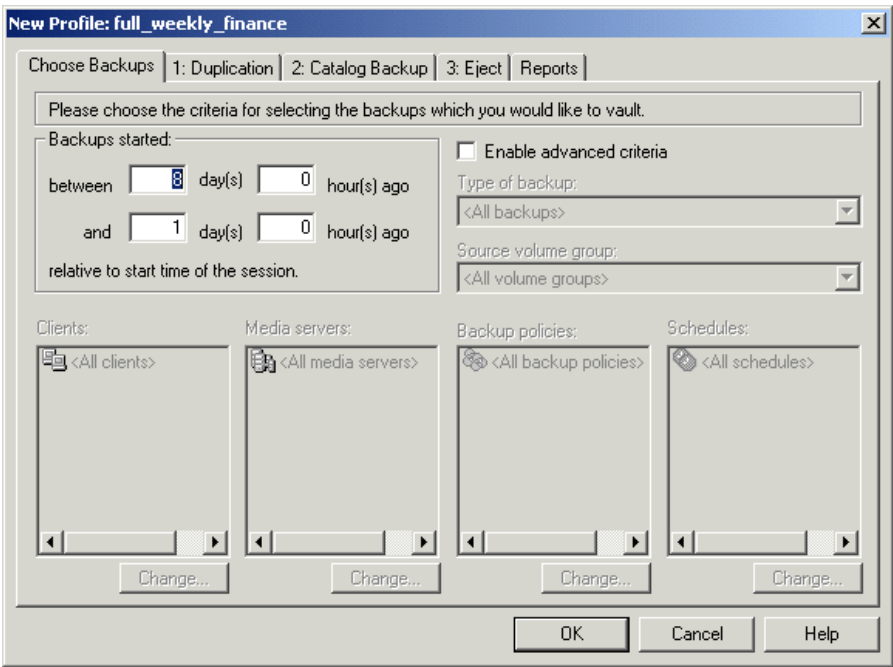 New Profile: full_weekly_finance
Choose Backups 1: Duplication 2: Catalog Backup 3: Eject Reports
Please choose the criteria for selecting the backups which you would like to vault.
Backups started:
between 8 day(s) 0 hour(s) ago
and 1 day(s) 0 hour(s) ago
relative to start time of the session.
Enable advanced criteria
Type of backup:
<All backups>
Source volume group:
<All volume groups>
Clients: Media servers: Backup policies: Schedules:
<All clients> <All media servers> <All backup policies> <All schedules>
Change... Change... Change... Change...
OK Cancel Help